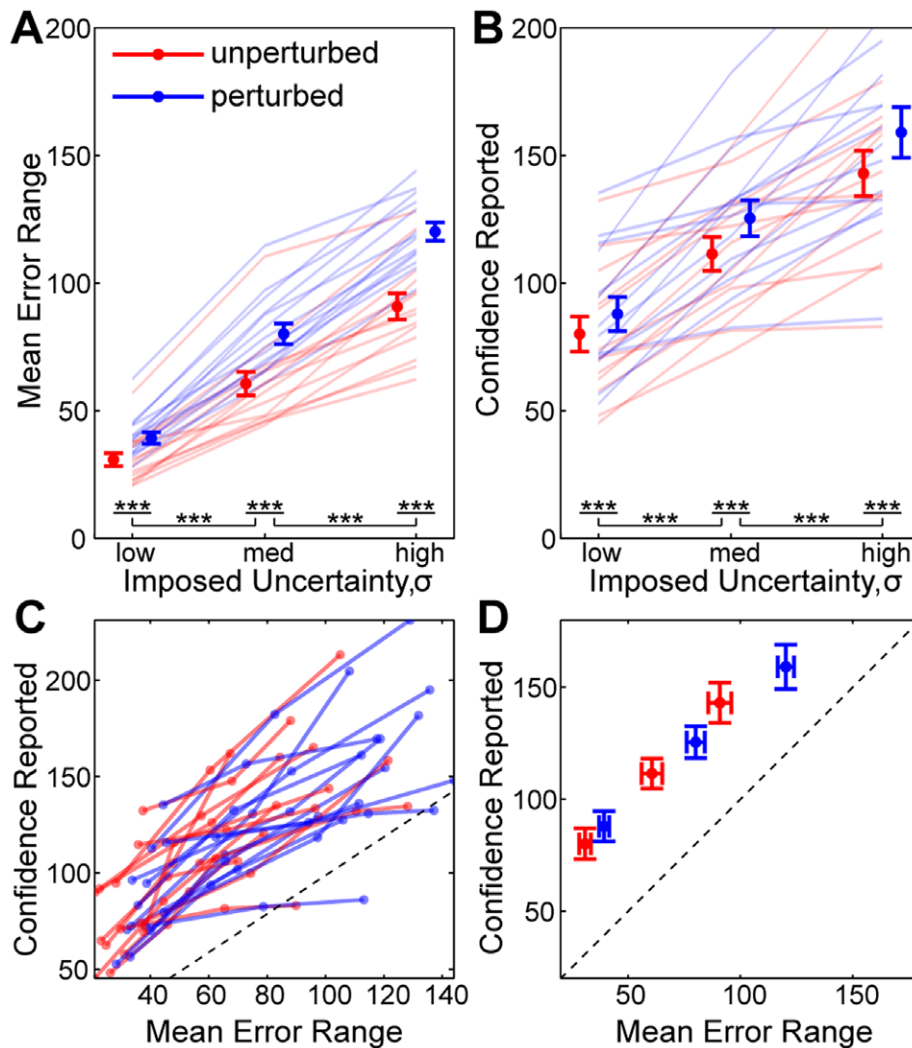 A
B
unperturbed
perturbed
Mean Error Range
200
150
100
50
0
*** *** *** *** ***
low med high
Imposed Uncertainty,σ
Confidence Reported
200
150
100
50
0
*** *** *** *** ***
low med high
Imposed Uncertainty,σ
C
D
Confidence Reported
200
150
100
50
40 60 80 100 120 140
Mean Error Range
Confidence Reported
150
100
50
50 100 150
Mean Error Range